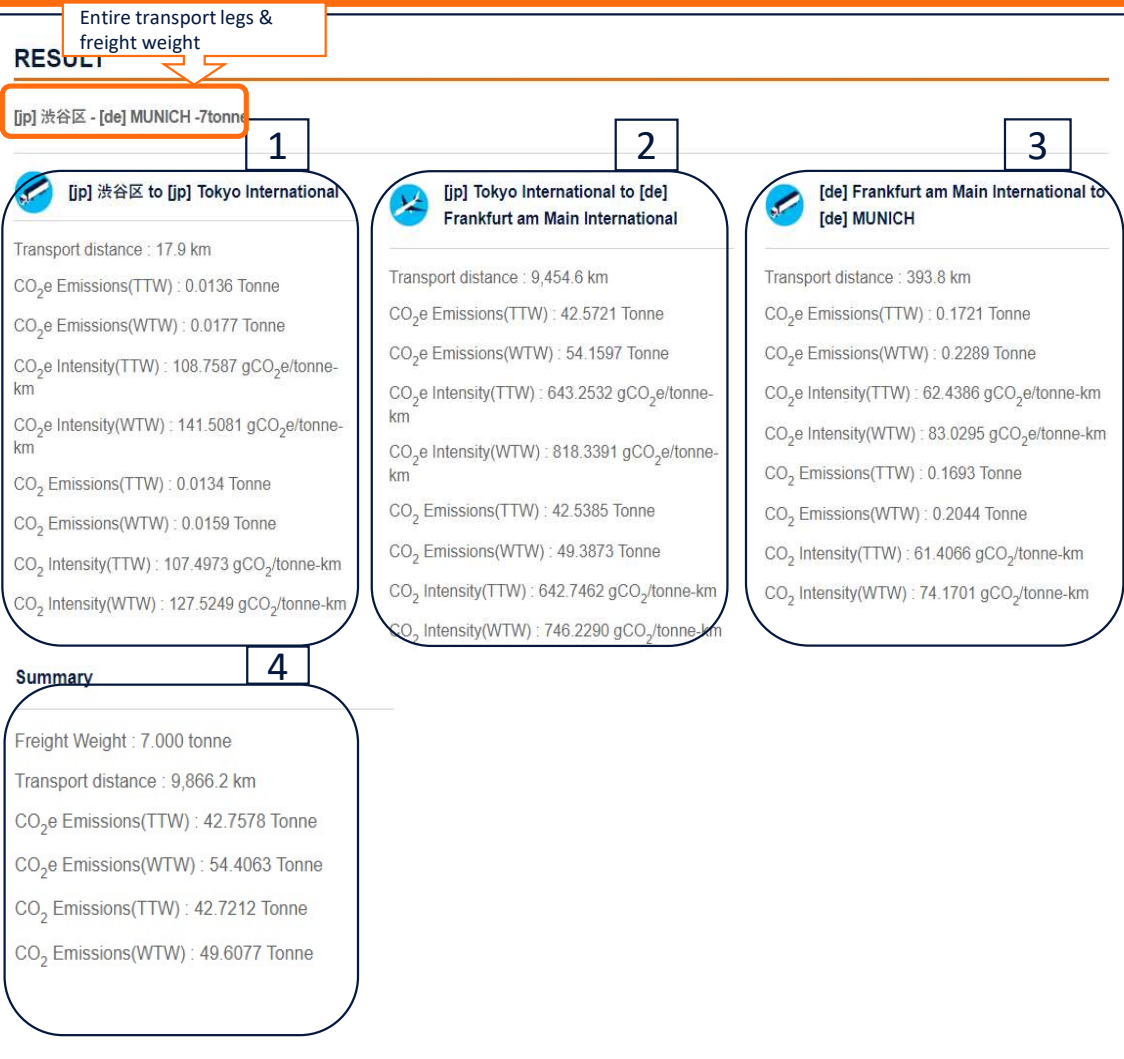 Entire transport legs &
freight weight
RESULT
[jp] 渋谷区 - [de] MUNICH -7tonne
1
[jp] 渋谷区 to [jp] Tokyo International
Transport distance : 17.9 km
CO₂e Emissions(TTW) : 0.0136 Tonne
CO₂e Emissions(WTW) : 0.0177 Tonne
CO₂e Intensity(TTW) : 108.7587 gCO₂e/tonne-
km
CO₂e Intensity(WTW) : 141.5081 gCO₂e/tonne-
km
CO₂ Emissions(TTW) : 0.0134 Tonne
CO₂ Emissions(WTW) : 0.0159 Tonne
CO₂ Intensity(TTW) : 107.4973 gCO₂/tonne-km
CO₂ Intensity(WTW) : 127.5249 gCO₂/tonne-km
2
[jp] Tokyo International to [de]
Frankfurt am Main International
Transport distance : 9,454.6 km
CO₂e Emissions(TTW) : 42.5721 Tonne
CO₂e Emissions(WTW) : 54.1597 Tonne
CO₂e Intensity(TTW) : 643.2532 gCO₂e/tonne-
km
CO₂e Intensity(WTW) : 818.3391 gCO₂e/tonne-
km
CO₂ Emissions(TTW) : 42.5385 Tonne
CO₂ Emissions(WTW) : 49.3873 Tonne
CO₂ Intensity(TTW) : 642.7462 gCO₂/tonne-km
CO₂ Intensity(WTW) : 746.2290 gCO₂/tonne-km
3
[de] Frankfurt am Main International to
[de] MUNICH
Transport distance : 393.8 km
CO₂e Emissions(TTW) : 0.1721 Tonne
CO₂e Emissions(WTW) : 0.2289 Tonne
CO₂e Intensity(TTW) : 62.4386 gCO₂e/tonne-km
CO₂e Intensity(WTW) : 83.0295 gCO₂e/tonne-km
CO₂ Emissions(TTW) : 0.1693 Tonne
CO₂ Emissions(WTW) : 0.2044 Tonne
CO₂ Intensity(TTW) : 61.4066 gCO₂/tonne-km
CO₂ Intensity(WTW) : 74.1701 gCO₂/tonne-km
4
Summary
Freight Weight : 7.000 tonne
Transport distance : 9,866.2 km
CO₂e Emissions(TTW) : 42.7578 Tonne
CO₂e Emissions(WTW) : 54.4063 Tonne
CO₂ Emissions(TTW) : 42.7212 Tonne
CO₂ Emissions(WTW) : 49.6077 Tonne